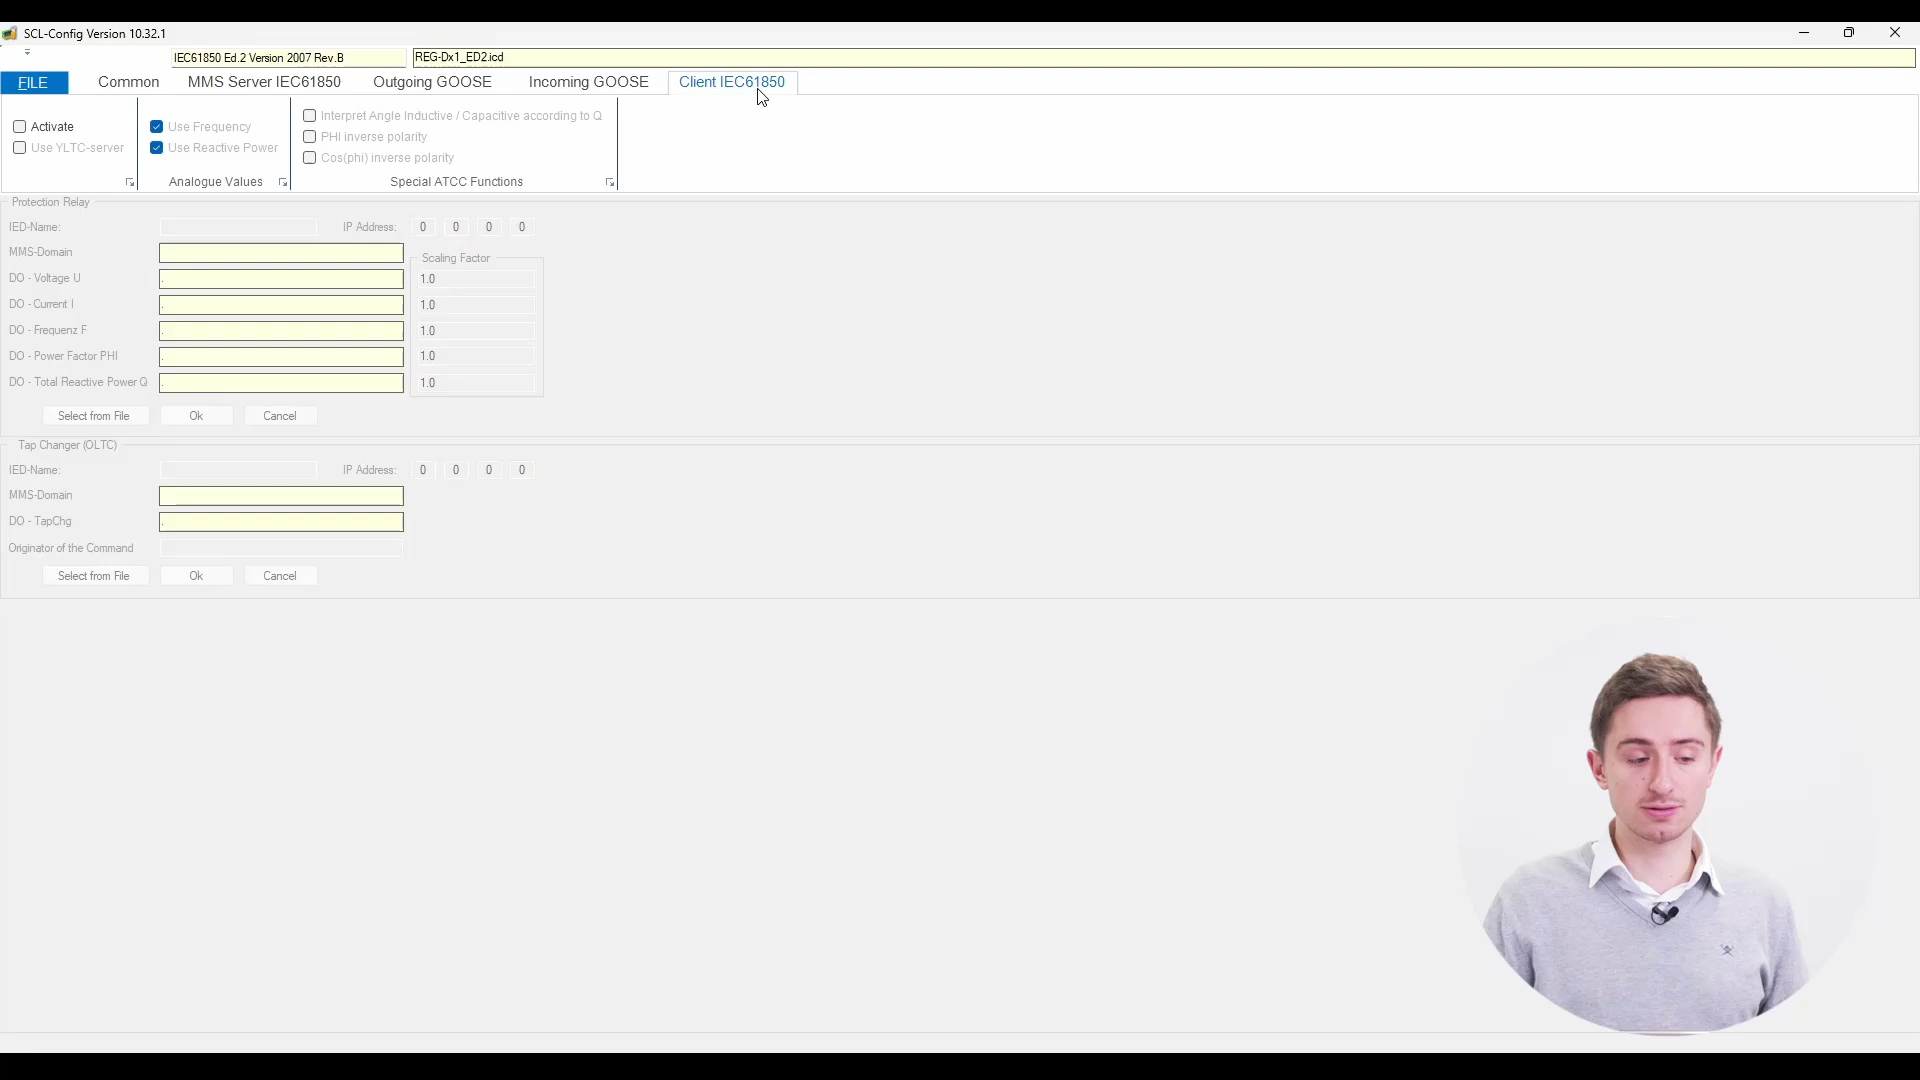 SCL-Config Version 10.32.1
IEC61850 Ed.2 Version 2007 Rev.B
REG-Dx1_ED2.icd
FILE Common MMS Server IEC61850 Outgoing GOOSE Incoming GOOSE Client IEC61850
Activate
Use YLTC-server
Use Frequency
Use Reactive Power
Analogue Values
Interpret Angle Inductive / Capacitive according to Q
PHI inverse polarity
Cos(phi) inverse polarity
Special ATCC Functions
Protection Relay
IED-Name: IP Address: 0 0 0 0
MMS-Domain
Scaling Factor
DO - Voltage U . 1.0
DO - Current I . 1.0
DO - Frequenz F . 1.0
DO - Power Factor PHI . 1.0
DO - Total Reactive Power Q . 1.0
Select from File Ok Cancel
Tap Changer (OLTC)
IED-Name: IP Address: 0 0 0 0
MMS-Domain
DO - TapChg .
Originator of the Command
Select from File Ok Cancel